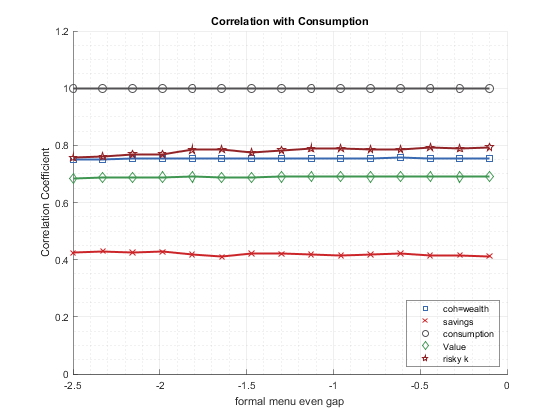 Correlation with Consumption
1.2
1
0.8
0.6
0.4
0.2
0
Correlation Coefficient
-2.5
-2
-1.5
-1
-0.5
0
formal menu even gap
coh=wealth
savings
consumption
Value
risky k